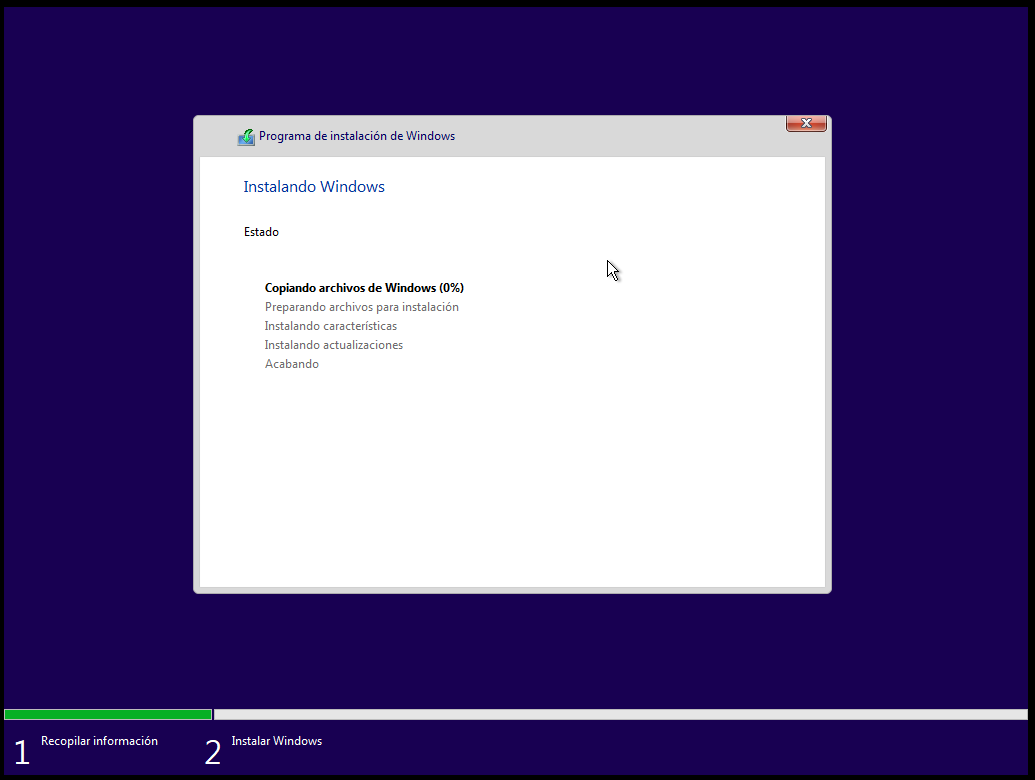 Programa de instalación de Windows
Instalando Windows
Estado
Copiando archivos de Windows (0%)
Preparando archivos para instalación
Instalando características
Instalando actualizaciones
Acabando
1 Recopilar información 2 Instalar Windows